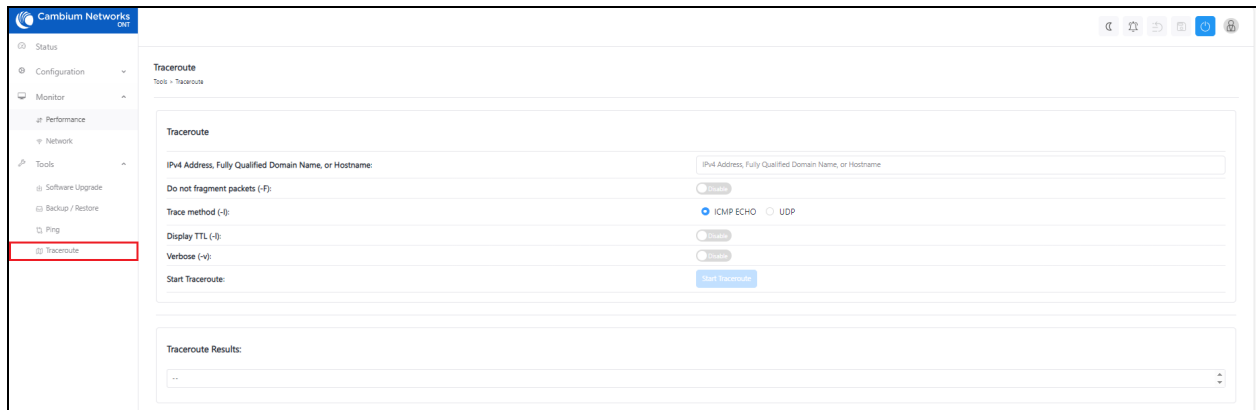 Cambium Networks
ONT
Status
Configuration
Monitor
Performance
Network
Tools
Software Upgrade
Backup / Restore
Ping
Traceroute
Traceroute
Tools > Traceroute
Traceroute
IPv4 Address, Fully Qualified Domain Name, or Hostname: IPv4 Address, Fully Qualified Domain Name, or Hostname
Do not fragment packets (-F): Disable
Trace method (-I): ICMP ECHO UDP
Display TTL (-l): Disable
Verbose (-v): Disable
Start Traceroute: Start Traceroute
Traceroute Results:
--